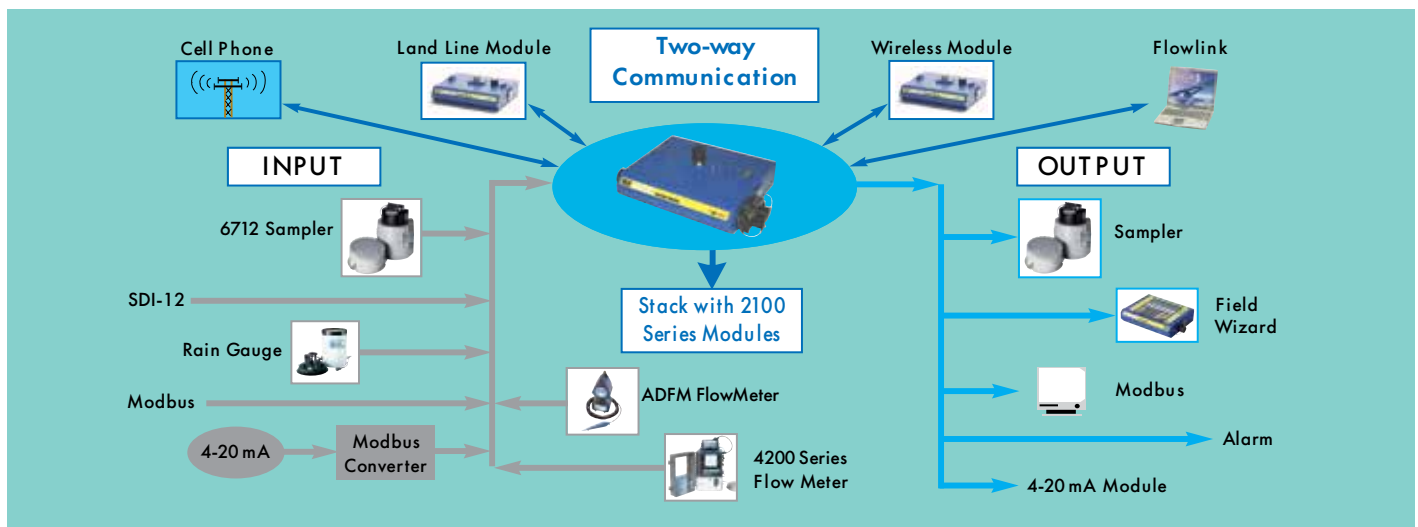 Cell Phone
Land Line Module
Two-way
Communication
Wireless Module
Flowlink
INPUT
OUTPUT
6712 Sampler
Sampler
SDI-12
Stack with 2100
Series Modules
Field
Wizard
Rain Gauge
Modbus
ADFM FlowMeter
Modbus
4-20 mA
Modbus
Converter
4200 Series
Flow Meter
Alarm
4-20 mA Module